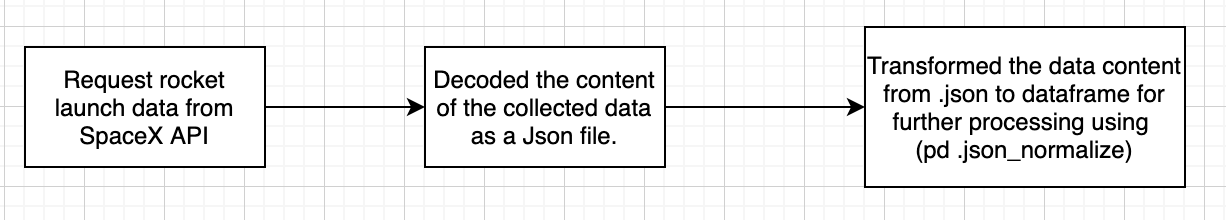 Request rocket
launch data from
SpaceX API
Decoded the content
of the collected data
as a Json file.
Transformed the data content
from .json to dataframe for
further processing using
(pd .json_normalize)